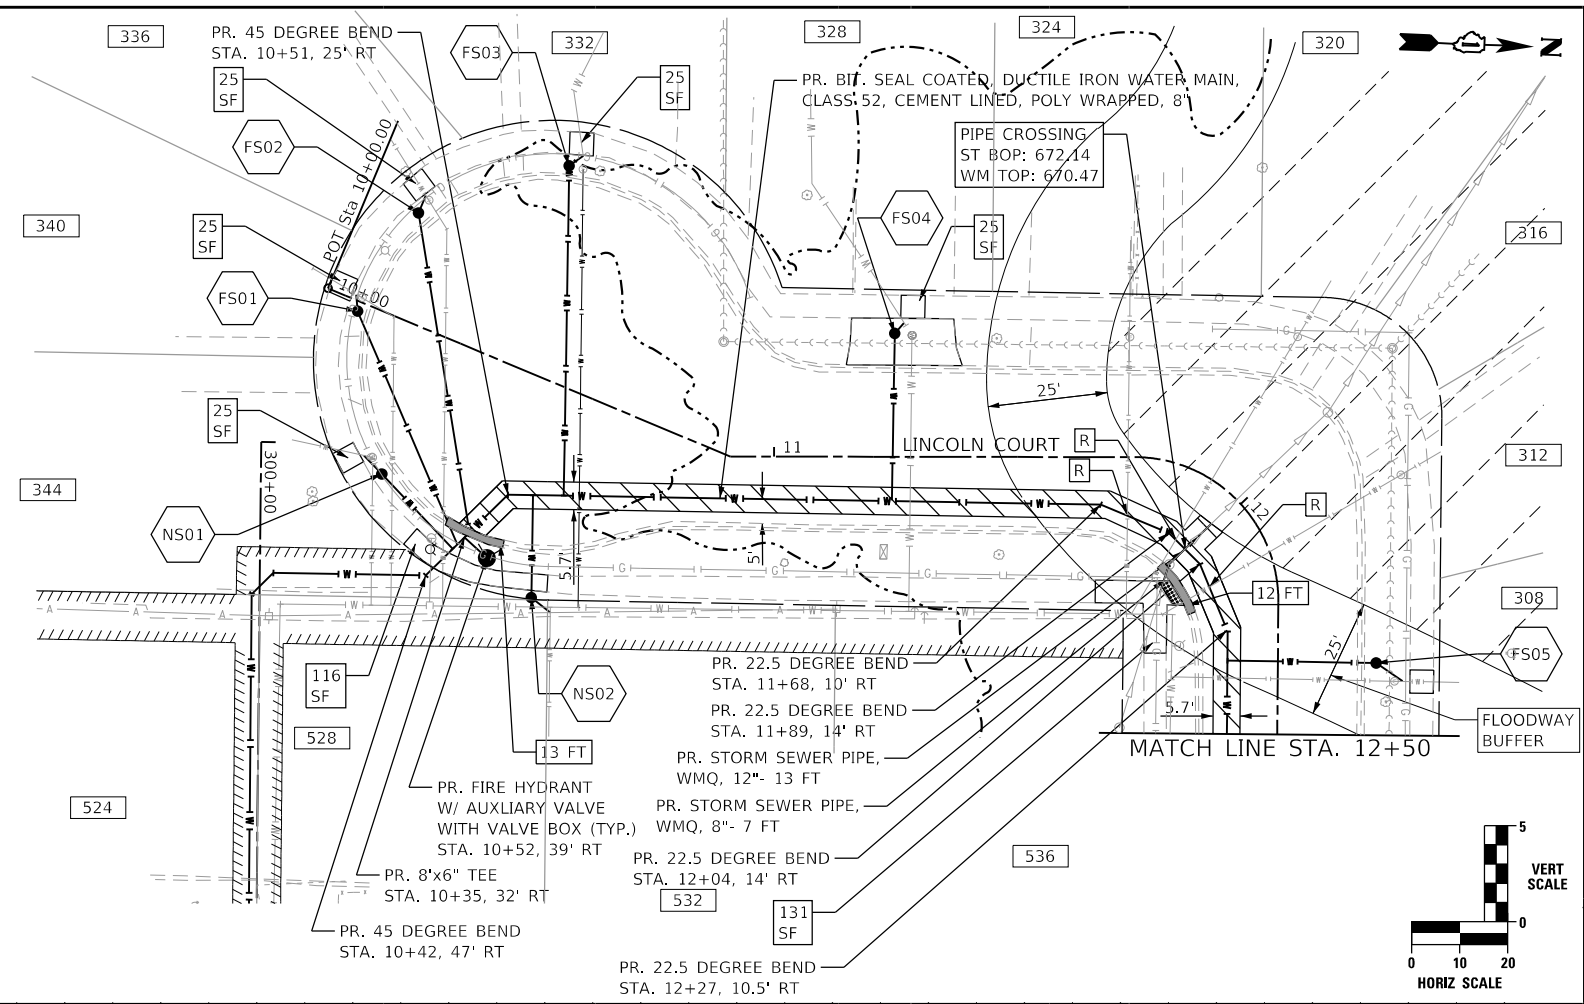 336
PR. 45 DEGREE BEND
STA. 10+51, 25' RT
FS03
332
328
324
320
N
25
SF
25
SF
PR. BIT. SEAL COATED, DUCTILE IRON WATER MAIN,
CLASS 52, CEMENT LINED, POLY WRAPPED, 8"
FS02
PIPE CROSSING
ST BOP: 672.14
WM TOP: 670.47
POT Sta 10+00.00
340
25
SF
FS04
25
SF
316
FS01
10+00
25'
25
SF
11
LINCOLN COURT
R
R
300+00
344
312
12
R
NS01
5.7'
5'
12 FT
308
FS05
25'
116
SF
NS02
PR. 22.5 DEGREE BEND
STA. 11+68, 10' RT
5.7'
PR. 22.5 DEGREE BEND
STA. 11+89, 14' RT
FLOODWAY
BUFFER
528
13 FT
MATCH LINE STA. 12+50
PR. STORM SEWER PIPE,
WMQ, 12"- 13 FT
524
PR. FIRE HYDRANT
W/ AUXLIARY VALVE
WITH VALVE BOX (TYP.)
STA. 10+52, 39' RT
PR. STORM SEWER PIPE,
WMQ, 8"- 7 FT
536
PR. 8'x6" TEE
STA. 10+35, 32' RT
PR. 22.5 DEGREE BEND
STA. 12+04, 14' RT
532
131
SF
PR. 45 DEGREE BEND
STA. 10+42, 47' RT
PR. 22.5 DEGREE BEND
STA. 12+27, 10.5' RT
5
VERT
SCALE
0
0 10 20
HORIZ SCALE